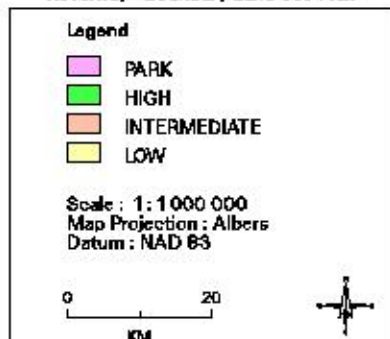 Legend
PARK
HIGH
INTERMEDIATE
LOW
Scale : 1:1 000 000
Map Projection : Albers
Datum : NAD 83
0 20
KM
N